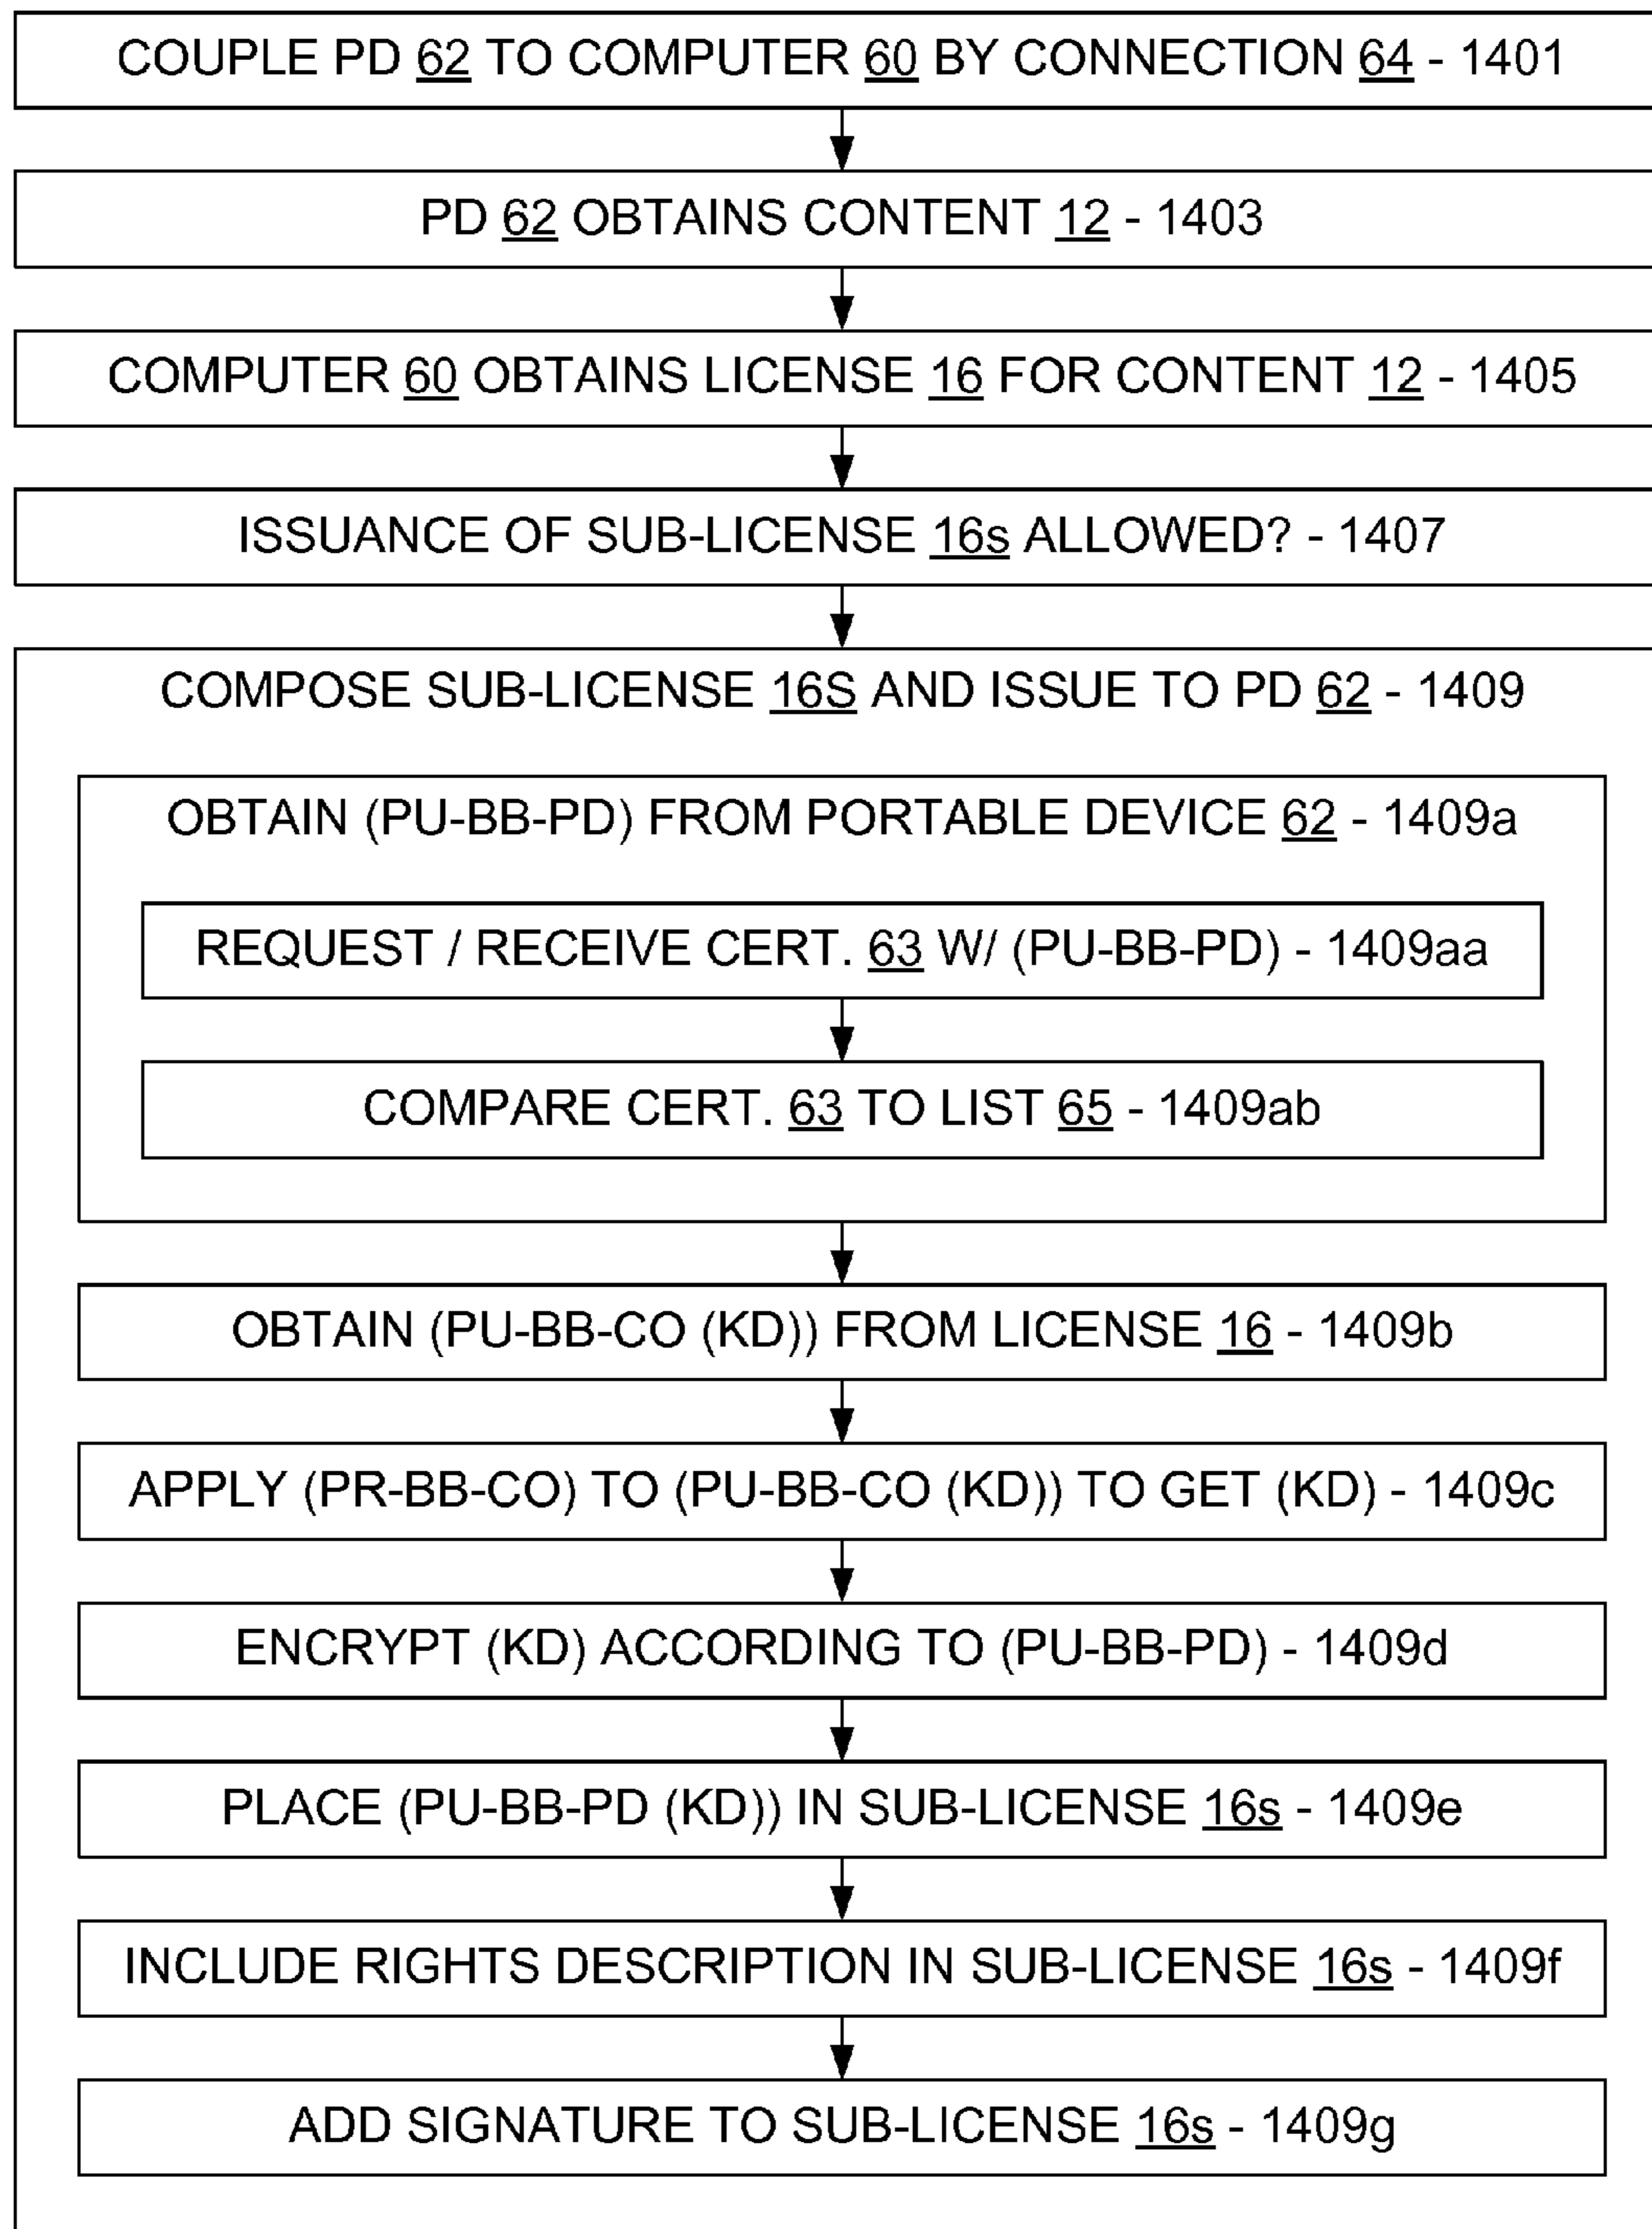 COUPLE PD 62 TO COMPUTER 60 BY CONNECTION 64 - 1401
PD 62 OBTAINS CONTENT 12 - 1403
COMPUTER 60 OBTAINS LICENSE 16 FOR CONTENT 12 - 1405
ISSUANCE OF SUB-LICENSE 16s ALLOWED? - 1407
COMPOSE SUB-LICENSE 16S AND ISSUE TO PD 62 - 1409
OBTAIN (PU-BB-PD) FROM PORTABLE DEVICE 62 - 1409a
REQUEST / RECEIVE CERT. 63 W/ (PU-BB-PD) - 1409aa
COMPARE CERT. 63 TO LIST 65 - 1409ab
OBTAIN (PU-BB-CO (KD)) FROM LICENSE 16 - 1409b
APPLY (PR-BB-CO) TO (PU-BB-CO (KD)) TO GET (KD) - 1409c
ENCRYPT (KD) ACCORDING TO (PU-BB-PD) - 1409d
PLACE (PU-BB-PD (KD)) IN SUB-LICENSE 16s - 1409e
INCLUDE RIGHTS DESCRIPTION IN SUB-LICENSE 16s - 1409f
ADD SIGNATURE TO SUB-LICENSE 16s - 1409g